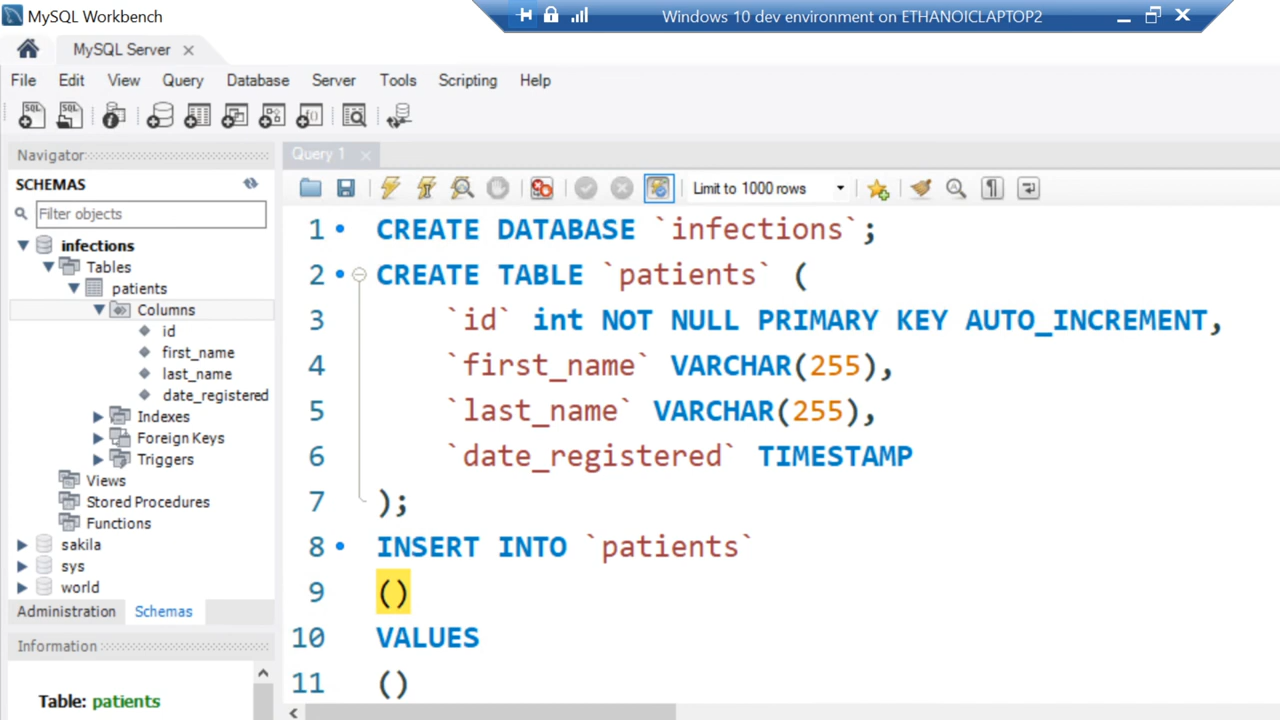 MySQL Workbench
Windows 10 dev environment on ETHANOICLAPTOP2
MySQL Server
File Edit View Query Database Server Tools Scripting Help
Navigator
SCHEMAS
Filter objects
infections
Tables
patients
Columns
id
first_name
last_name
date_registered
Indexes
Foreign Keys
Triggers
Views
Stored Procedures
Functions
sakila
sys
world
Administration Schemas
Information
Table: patients
Query 1
Limit to 1000 rows
1 CREATE DATABASE `infections`;
2 CREATE TABLE `patients` (
3 `id` int NOT NULL PRIMARY KEY AUTO_INCREMENT,
4 `first_name` VARCHAR(255),
5 `last_name` VARCHAR(255),
6 `date_registered` TIMESTAMP
7 );
8 INSERT INTO `patients`
9 ()
10 VALUES
11 ()